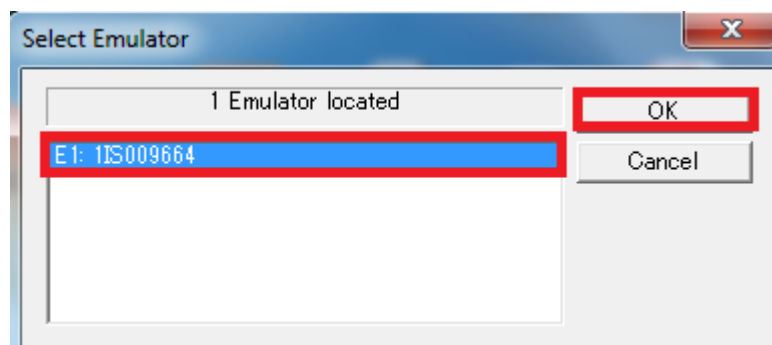 Select Emulator
1 Emulator located
OK
E1: 1IS009664
Cancel